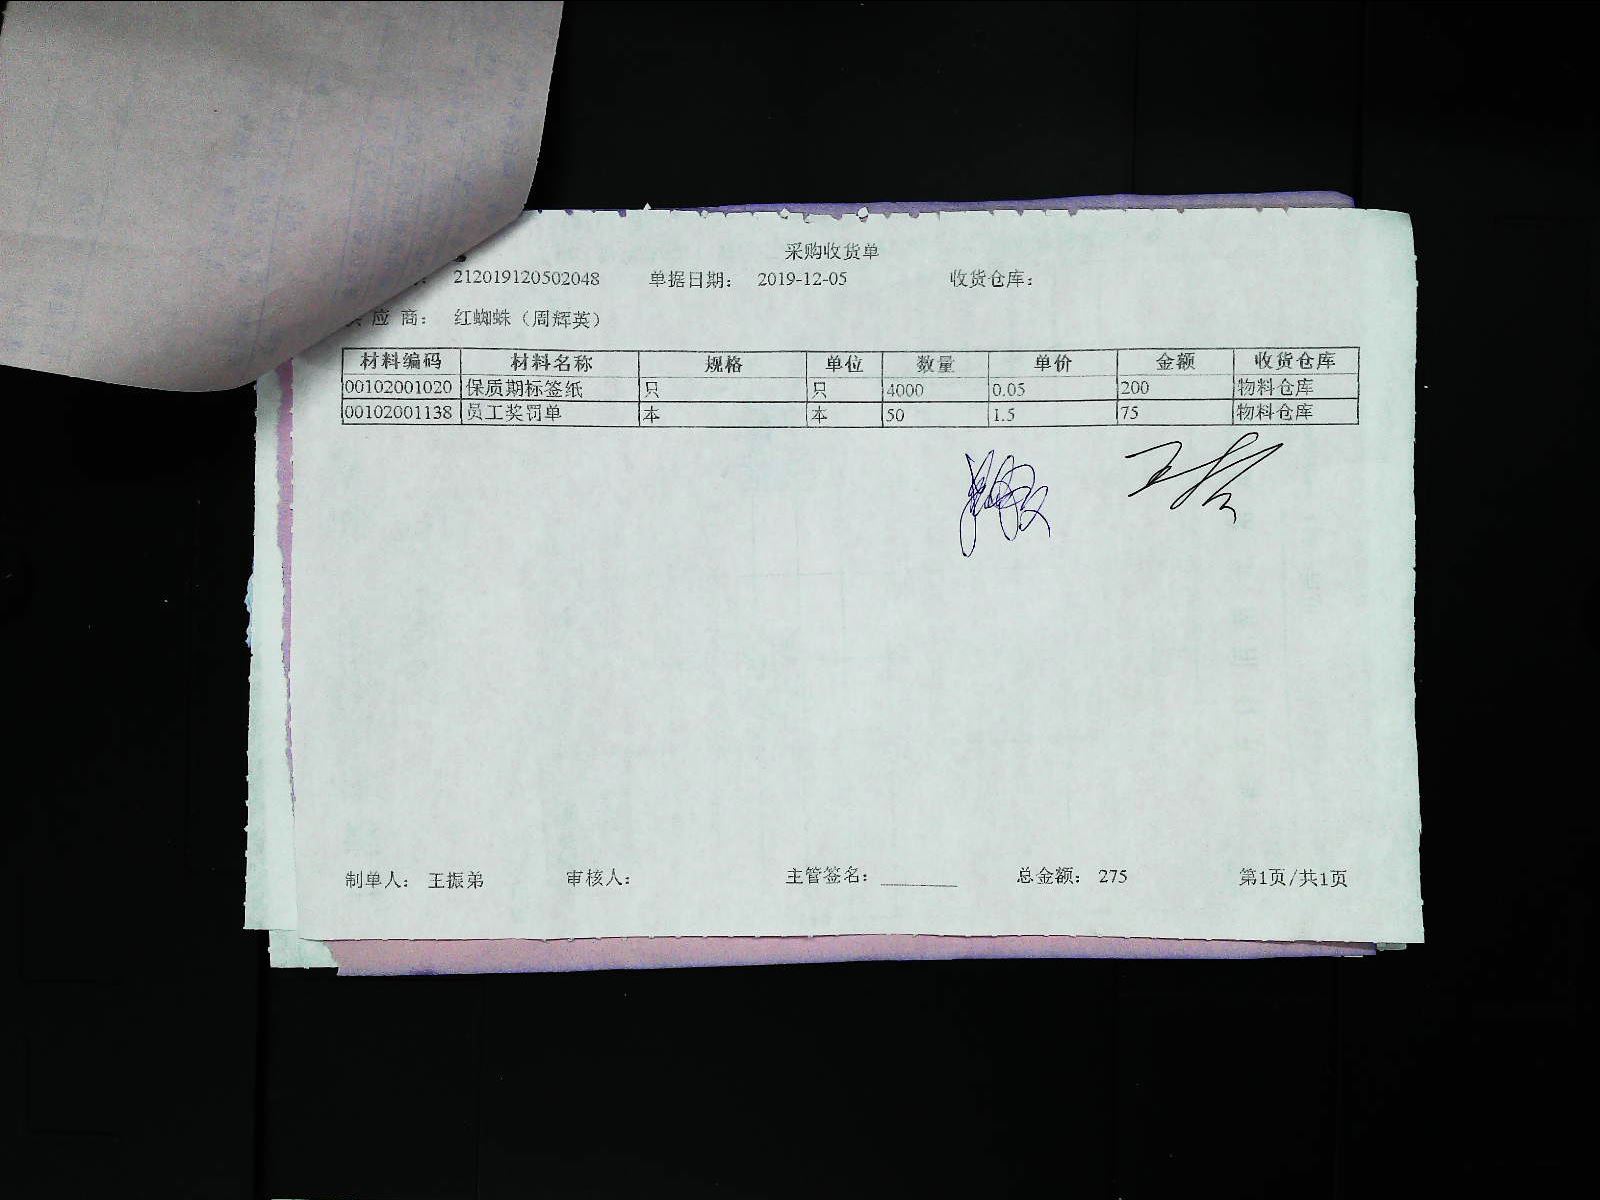 采购收货单
212019120502048 单据日期： 2019-12-05 收货仓库：
应 商： 红蜘蛛（周辉英）
材料编码 材料名称 规格 单位 数量 单价 金额 收货仓库
00102001020 保质期标签纸 只 只 4000 0.05 200 物料仓库
00102001138 员工奖罚单 本 本 50 1.5 75 物料仓库
制单人： 王振弟 审核人： 主管签名： 总金额： 275 第1页/共1页